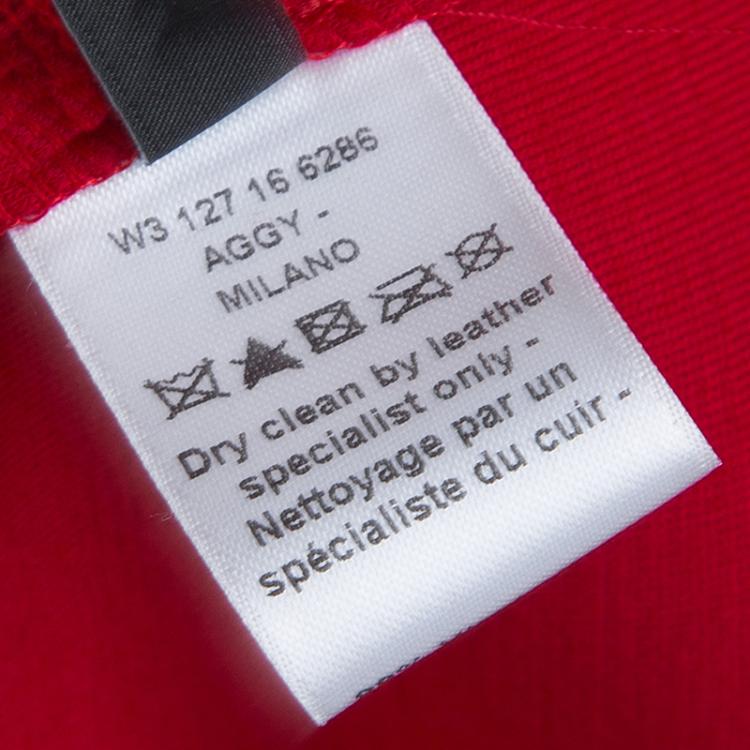 W3 127 16 6286
AGGY -
MILANO
Dry clean by leather
specialist only -
Nettoyage par un
spécialiste du cuir -